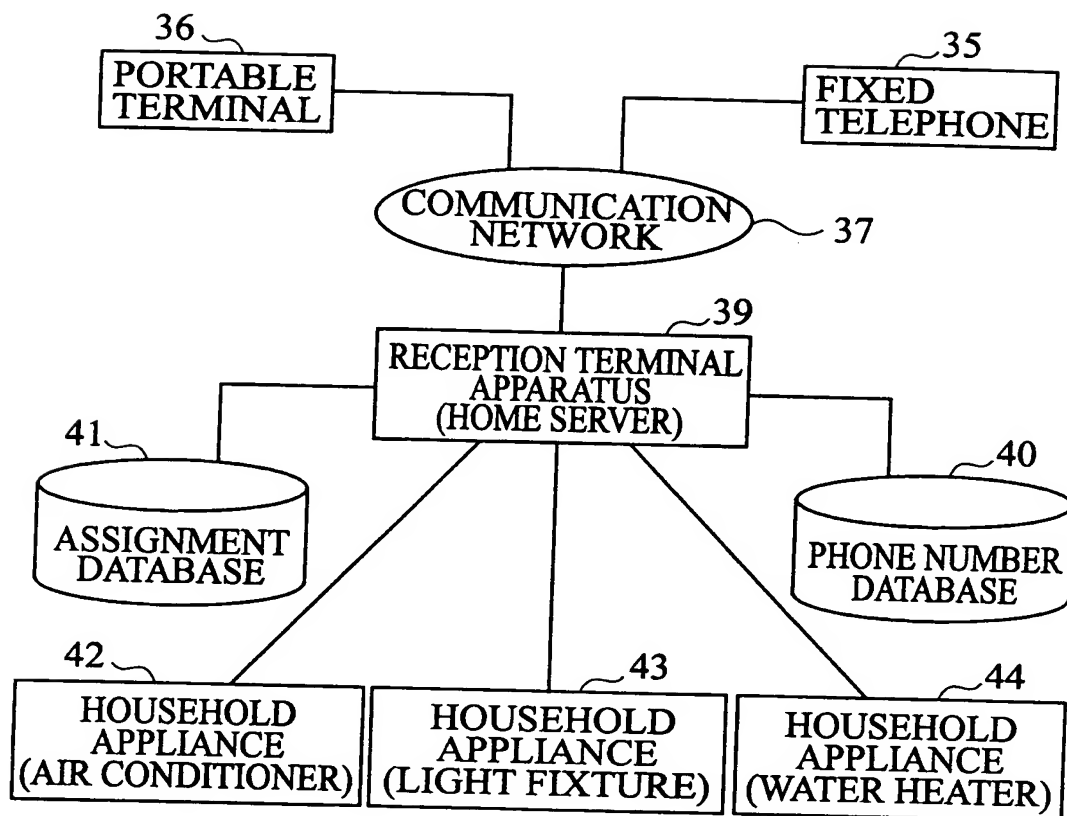 36
PORTABLE
TERMINAL
35
FIXED
TELEPHONE
COMMUNICATION
NETWORK
37
39
RECEPTION TERMINAL
APPARATUS
(HOME SERVER)
41
ASSIGNMENT
DATABASE
40
PHONE NUMBER
DATABASE
42
HOUSEHOLD
APPLIANCE
(AIR CONDITIONER)
43
HOUSEHOLD
APPLIANCE
(LIGHT FIXTURE)
44
HOUSEHOLD
APPLIANCE
(WATER HEATER)